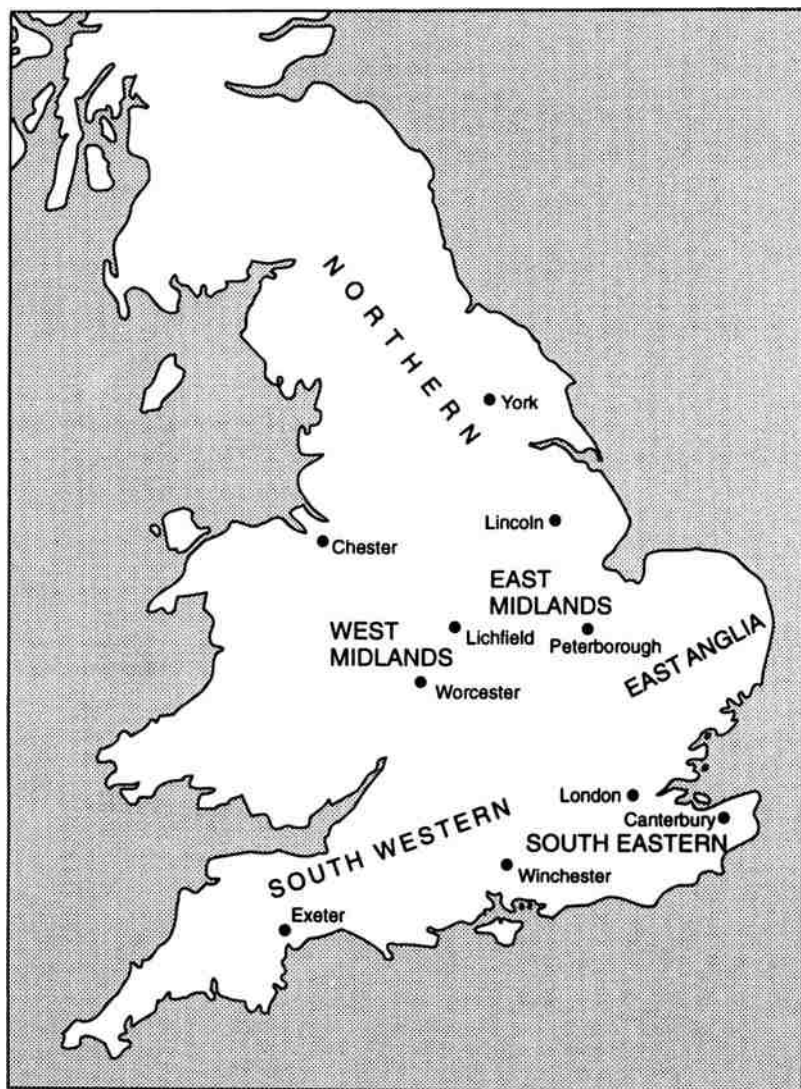 NORTHERN
York
Lincoln
Chester
EAST
MIDLANDS
WEST
MIDLANDS
Lichfield
Peterborough
EAST ANGLIA
Worcester
London
Canterbury
SOUTH WESTERN
SOUTH EASTERN
Winchester
Exeter